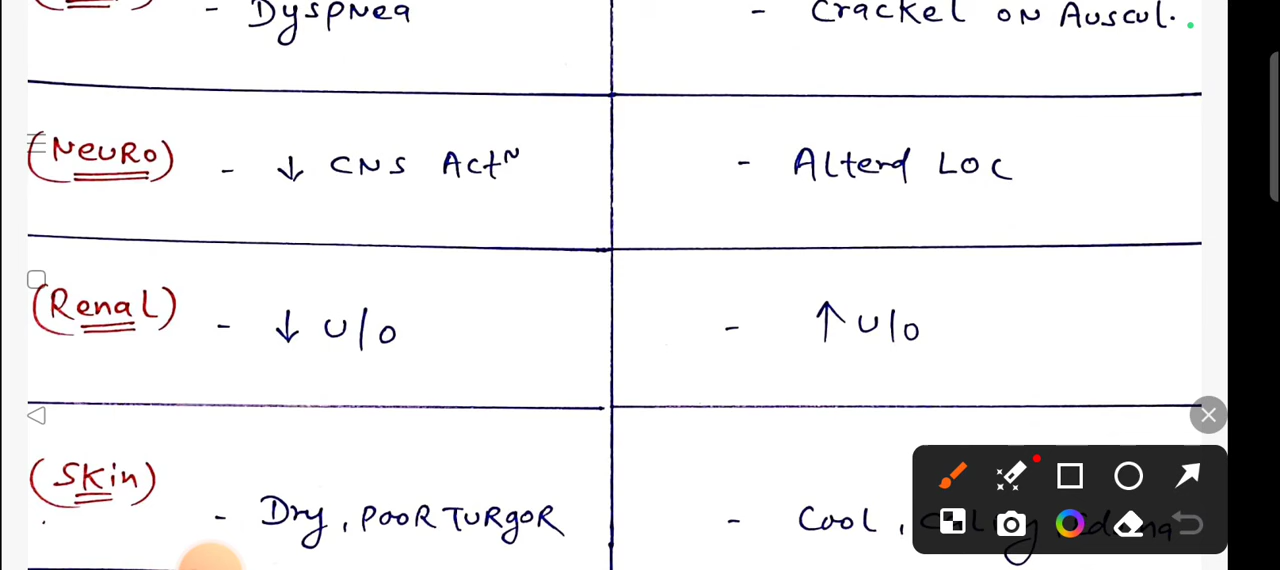 - Dyspnea - Crackel on Auscul.
(Neuro) - ↓ CNS Actᴺ - Alterd LOC
(Renal) - ↓ U/O - ↑ U/O
(Skin)
- Dry, POOR TURgOR - Cool,